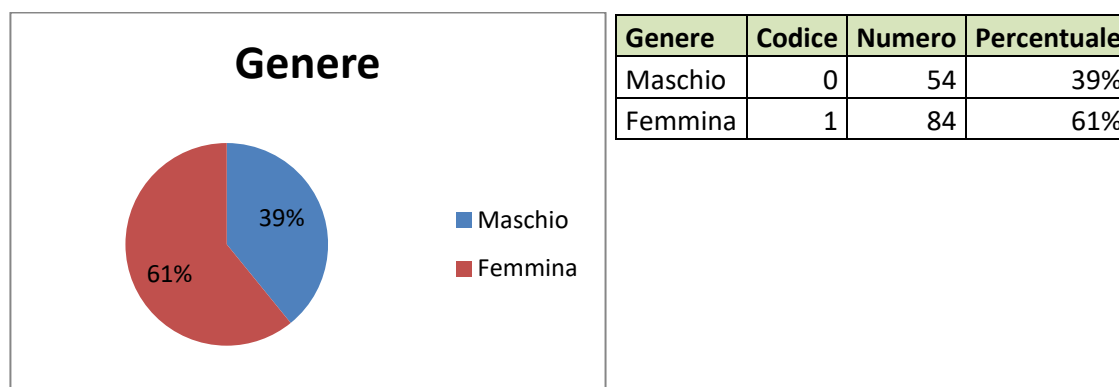 Genere
39%
61%
Maschio
Femmina
Genere Codice Numero Percentuale
Maschio 0 54 39%
Femmina 1 84 61%